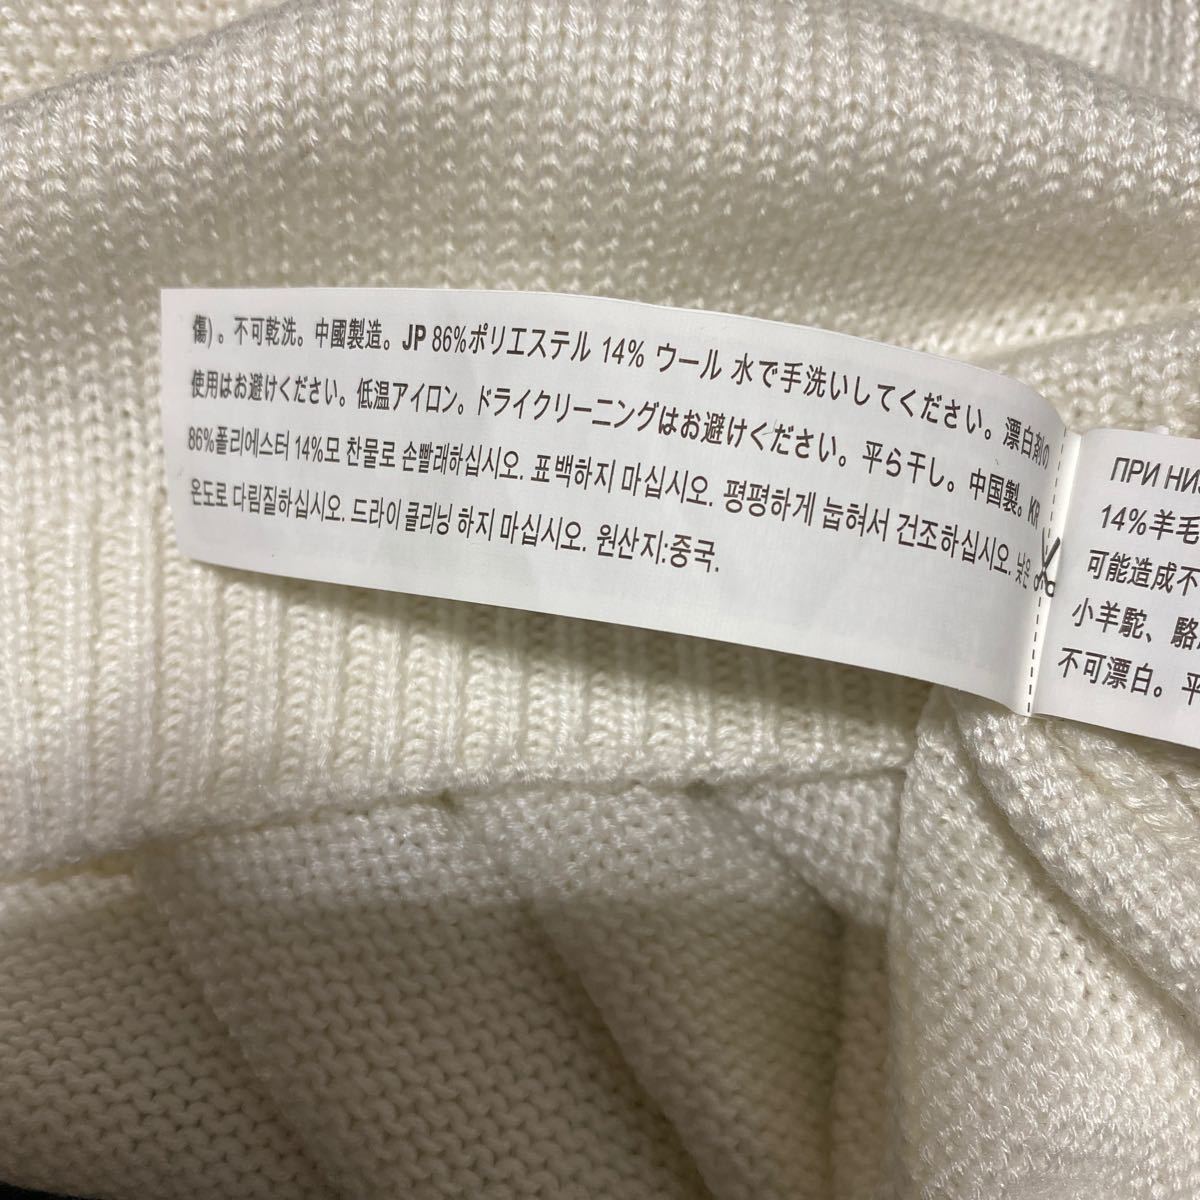 傷)。不可乾洗。中國製造。JP 86%ポリエステル 14% ウール 水で手洗いしてください。漂白剤の
使用はお避けください。低温アイロン。ドライクリーニングはお避けください。平ら干し。中国製。KR
86%폴리에스터 14%모 찬물로 손빨래하십시오. 표백하지 마십시오. 평평하게 눕혀서 건조하십시오. 낮은
온도로 다림질하십시오. 드라이 클리닝 하지 마십시오. 원산지:중국.
ПРИ НИЗ
14%羊毛
可能造成不
小羊駝、駱
不可漂白。平